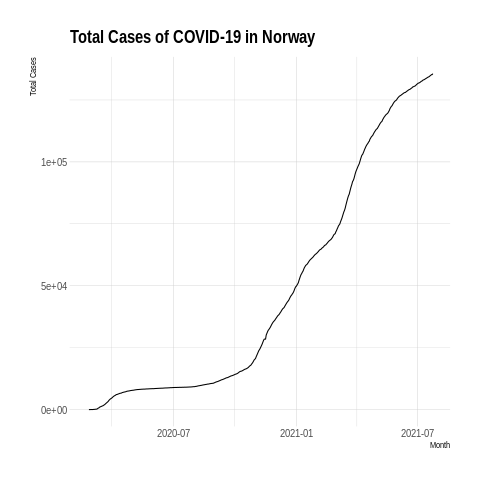 Total Cases of COVID-19 in Norway
Total Cases
1e+05
5e+04
0e+00
2020-07
2021-01
2021-07
Month